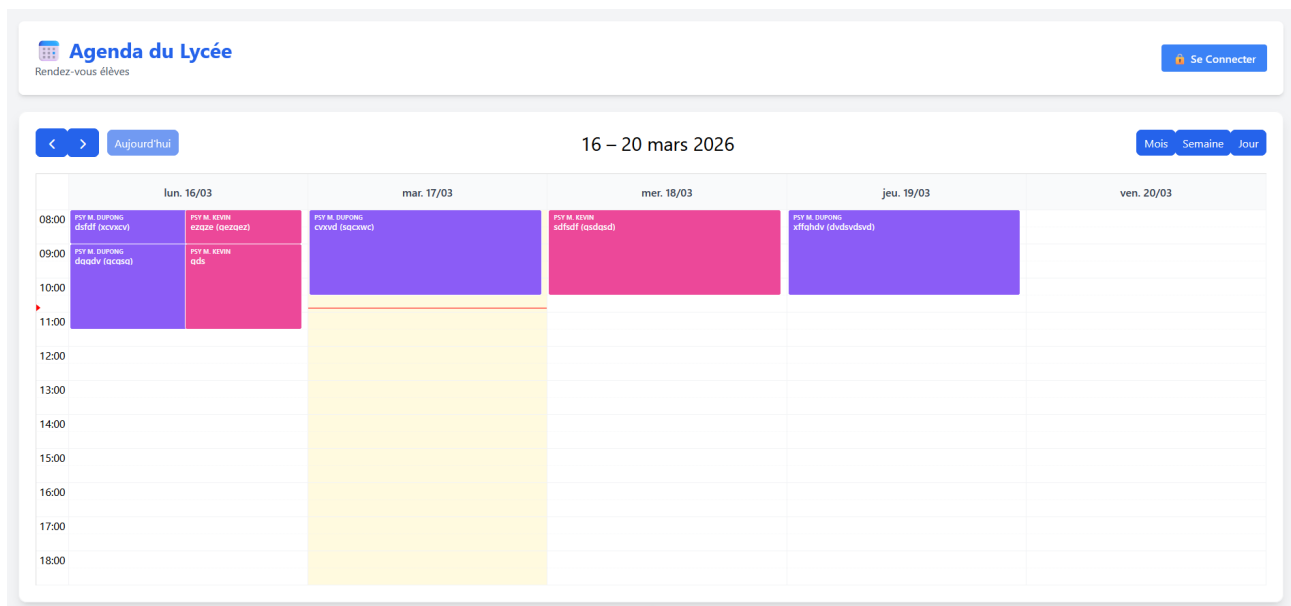 Agenda du Lycée
Rendez-vous élèves
Se Connecter
Aujourd'hui
16 – 20 mars 2026
Mois Semaine Jour
lun. 16/03 mar. 17/03 mer. 18/03 jeu. 19/03 ven. 20/03
08:00
PSY M. DUPONG
dsfdf (xcvxcv)
PSY M. KEVIN
ezqze (qezqez)
PSY M. DUPONG
cvxvd (sqcxwc)
PSY M. KEVIN
sdfsdf (qsdqsd)
PSY M. DUPONG
xffghdv (dvdsvdsvd)
09:00
PSY M. DUPONG
PSY M. KEVIN
qds
10:00
11:00
12:00
13:00
14:00
15:00
16:00
17:00
18:00